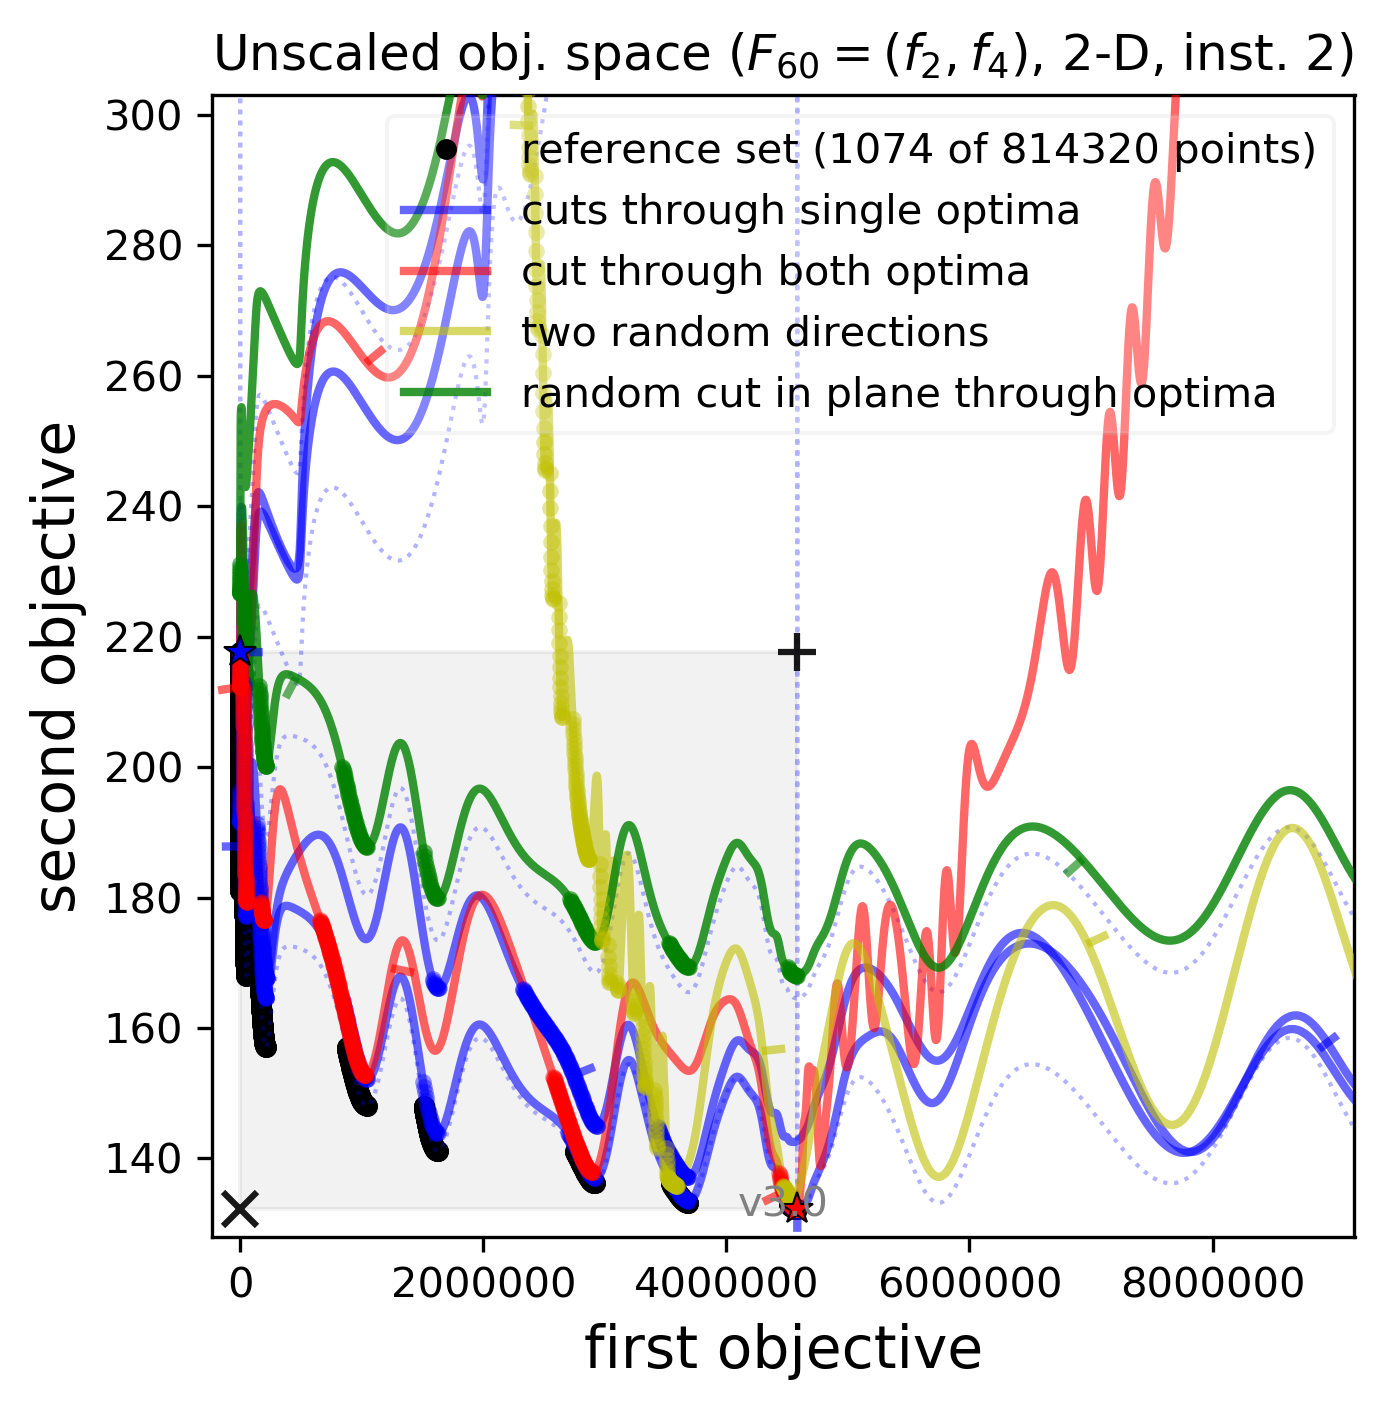 Unscaled obj. space (F60 = (f2, f4), 2-D, inst. 2)
300
280
260
240
220
200
180
160
140
second objective
reference set (1074 of 814320 points)
cuts through single optima
cut through both optima
two random directions
random cut in plane through optima
v3.0
0
2000000
4000000
6000000
8000000
first objective